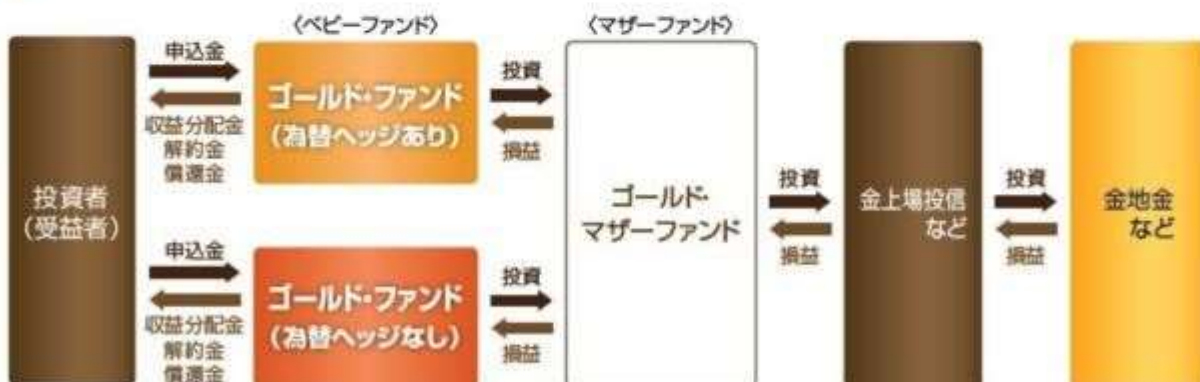 〈ベビーファンド〉
〈マザーファンド〉
投資者
（受益者）
申込金
収益分配金
解約金
償還金
ゴールド・ファンド
（為替ヘッジあり）
投資
損益
申込金
収益分配金
解約金
償還金
ゴールド・ファンド
（為替ヘッジなし）
投資
損益
ゴールド・
マザーファンド
投資
損益
金上場投信
など
投資
損益
金地金
など